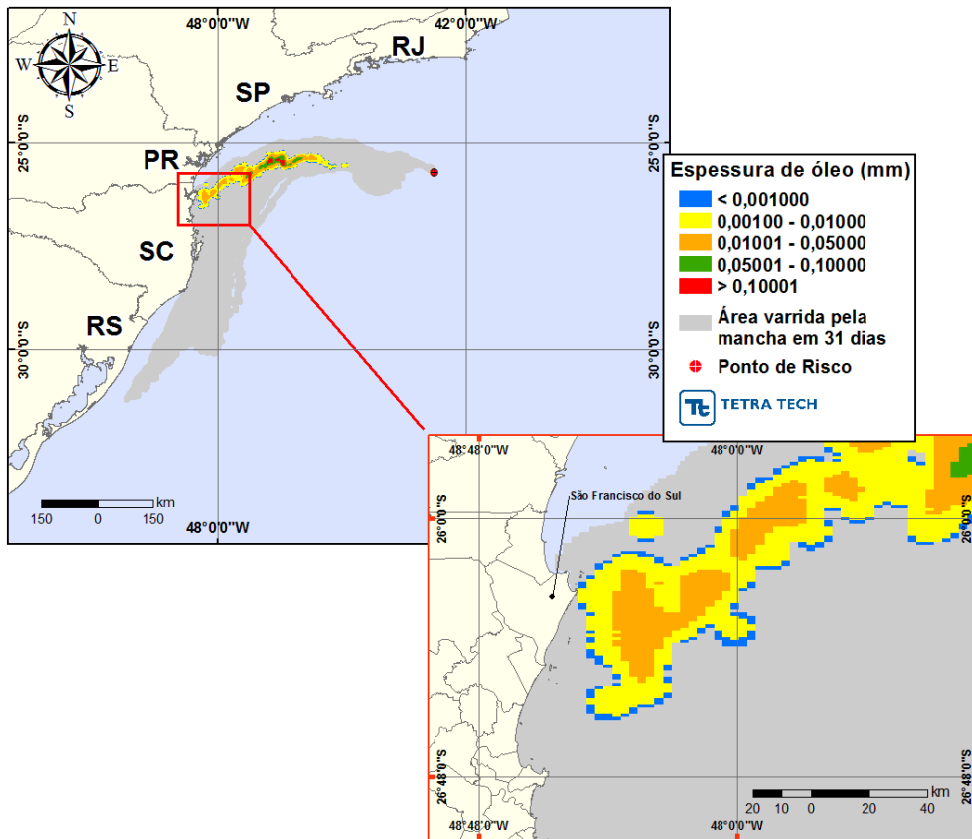 48°0'0"W
42°0'0"W
N
W
E
S
RJ
SP
25°0'0"S
25°0'0"S
PR
SC
RS
30°0'0"S
30°0'0"S
km
150 0 150
48°0'0"W
Espessura de óleo (mm)
< 0,001000
0,00100 - 0,01000
0,01001 - 0,05000
0,05001 - 0,10000
> 0,10001
Área varrida pela
mancha em 31 dias
Ponto de Risco
Tt TETRA TECH
48°48'0"W
48°0'0"W
São Francisco do Sul
26°0'0"S
26°0'0"S
26°48'0"S
26°48'0"S
km
20 10 0 20 40
48°48'0"W
48°0'0"W